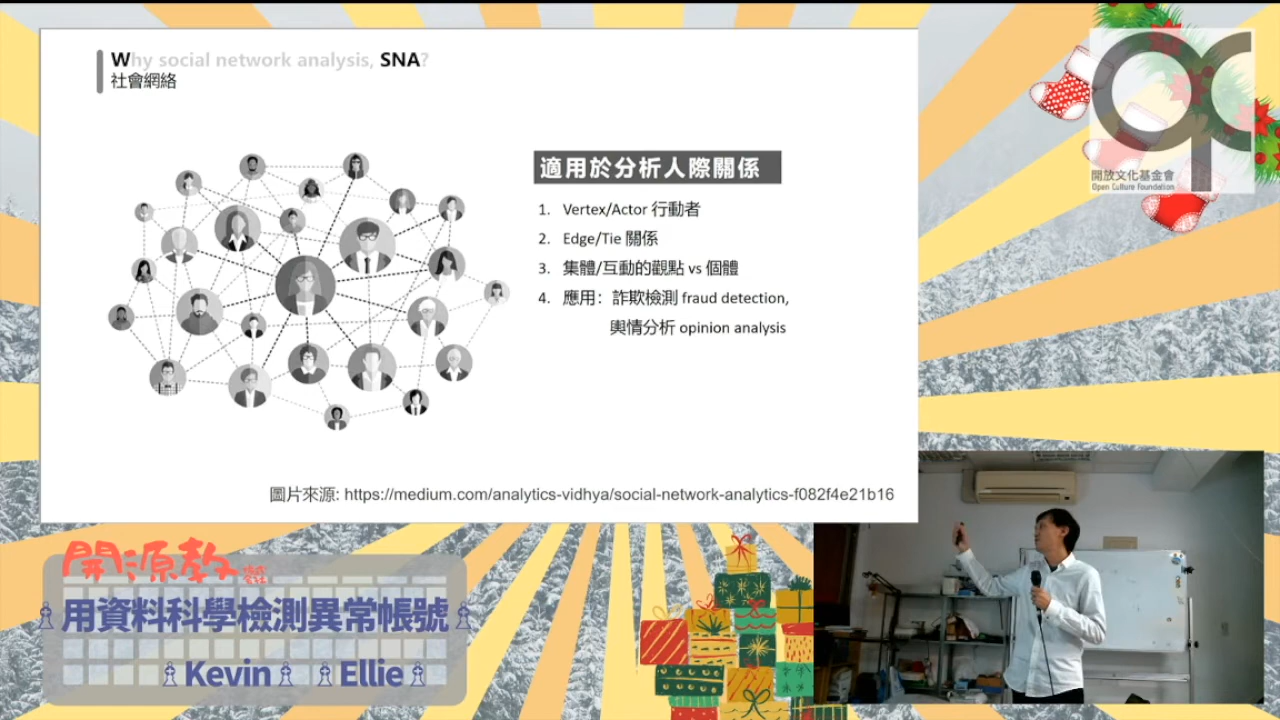 Why social network analysis, SNA?
社會網絡
適用於分析人際關係
1. Vertex/Actor 行動者
2. Edge/Tie 關係
3. 集體/互動的觀點 vs 個體
4. 應用：詐欺檢測 fraud detection,
輿情分析 opinion analysis
圖片來源: https://medium.com/analytics-vidhya/social-network-analytics-f082f4e21b16
開放文化基金會
Open Culture Foundation
開源教
用資料科學檢測異常帳號
Kevin Ellie